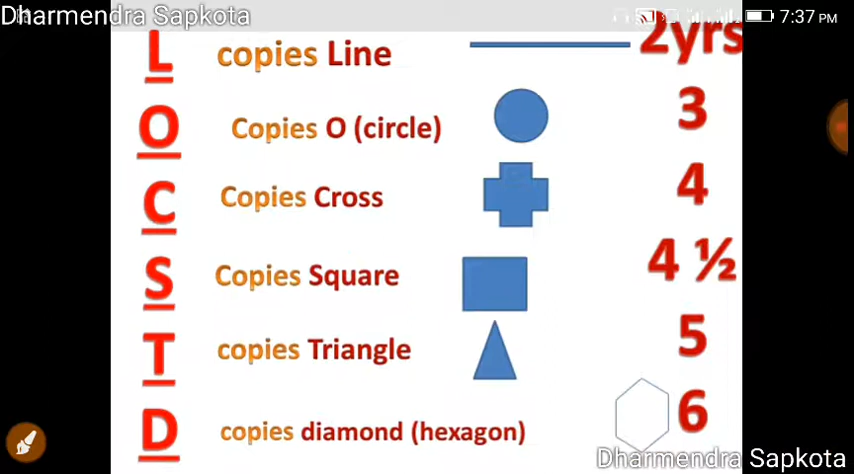 Dharmendra Sapkota
7:37 PM
L copies Line 2yrs
O Copies O (circle) 3
C Copies Cross 4
S Copies Square 4 ½
T copies Triangle 5
D copies diamond (hexagon) 6
Dharmendra Sapkota